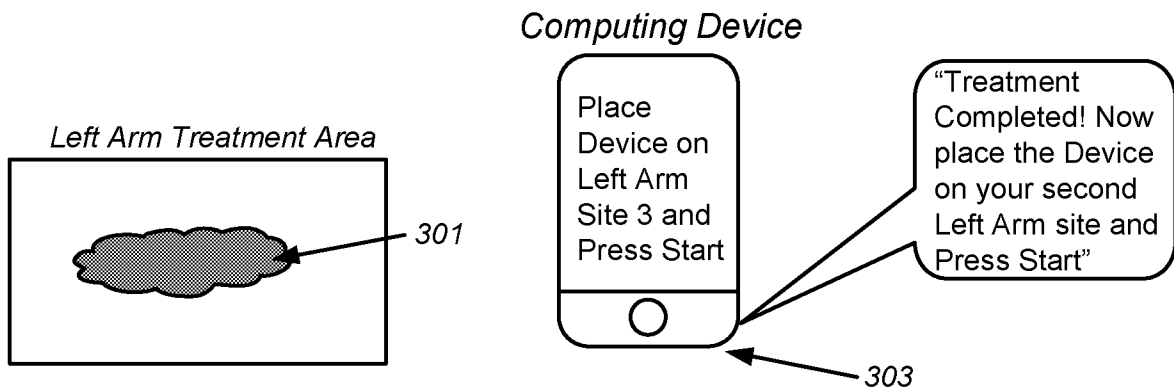 Computing Device
Left Arm Treatment Area
301
Place
Device on
Left Arm
Site 3 and
Press Start
“Treatment
Completed! Now
place the Device
on your second
Left Arm site and
Press Start”
303